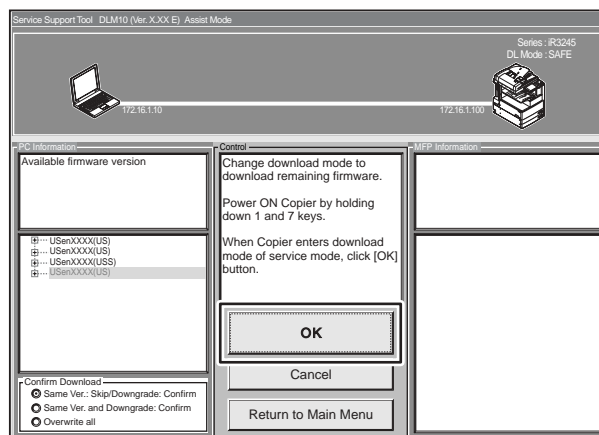 Service Support Tool DLM10 (Ver. X.XX E) Assist Mode
Series : iR3245
DL Mode : SAFE
172.16.1.10
172.16.1.100
PC Information
Available firmware version
USenXXXX(US)
USenXXXX(US)
USenXXXX(USS)
USenXXXX(US)
Confirm Download
Same Ver.: Skip/Downgrade: Confirm
Same Ver. and Downgrade: Confirm
Overwrite all
Control
Change download mode to
download remaining firmware.
Power ON Copier by holding
down 1 and 7 keys.
When Copier enters download
mode of service mode, click [OK]
button.
OK
Cancel
Return to Main Menu
MFP Information